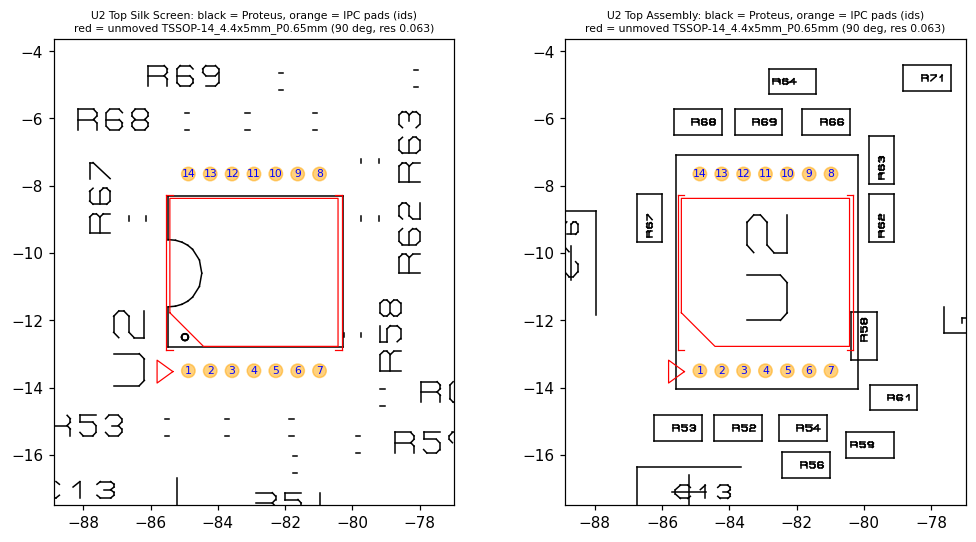 U2 Top Silk Screen: black = Proteus, orange = IPC pads (ids)
red = unmoved TSSOP-14_4.4x5mm_P0.65mm (90 deg, res 0.063)
−4
−6
−8
−10
−12
−14
−16
−88
−86
−84
−82
−80
−78
R69
R68
R67
R63
R62
R58
U2
R53
C13
14
13
12
11
10
9
8
1
2
3
4
5
6
7
U2 Top Assembly: black = Proteus, orange = IPC pads (ids)
red = unmoved TSSOP-14_4.4x5mm_P0.65mm (90 deg, res 0.063)
−4
−6
−8
−10
−12
−14
−16
−88
−86
−84
−82
−80
−78
R64
R71
R68
R69
R66
R63
R67
R62
U2
R58
R61
R53
R52
R54
R59
R56
C13
14
13
12
11
10
9
8
1
2
3
4
5
6
7